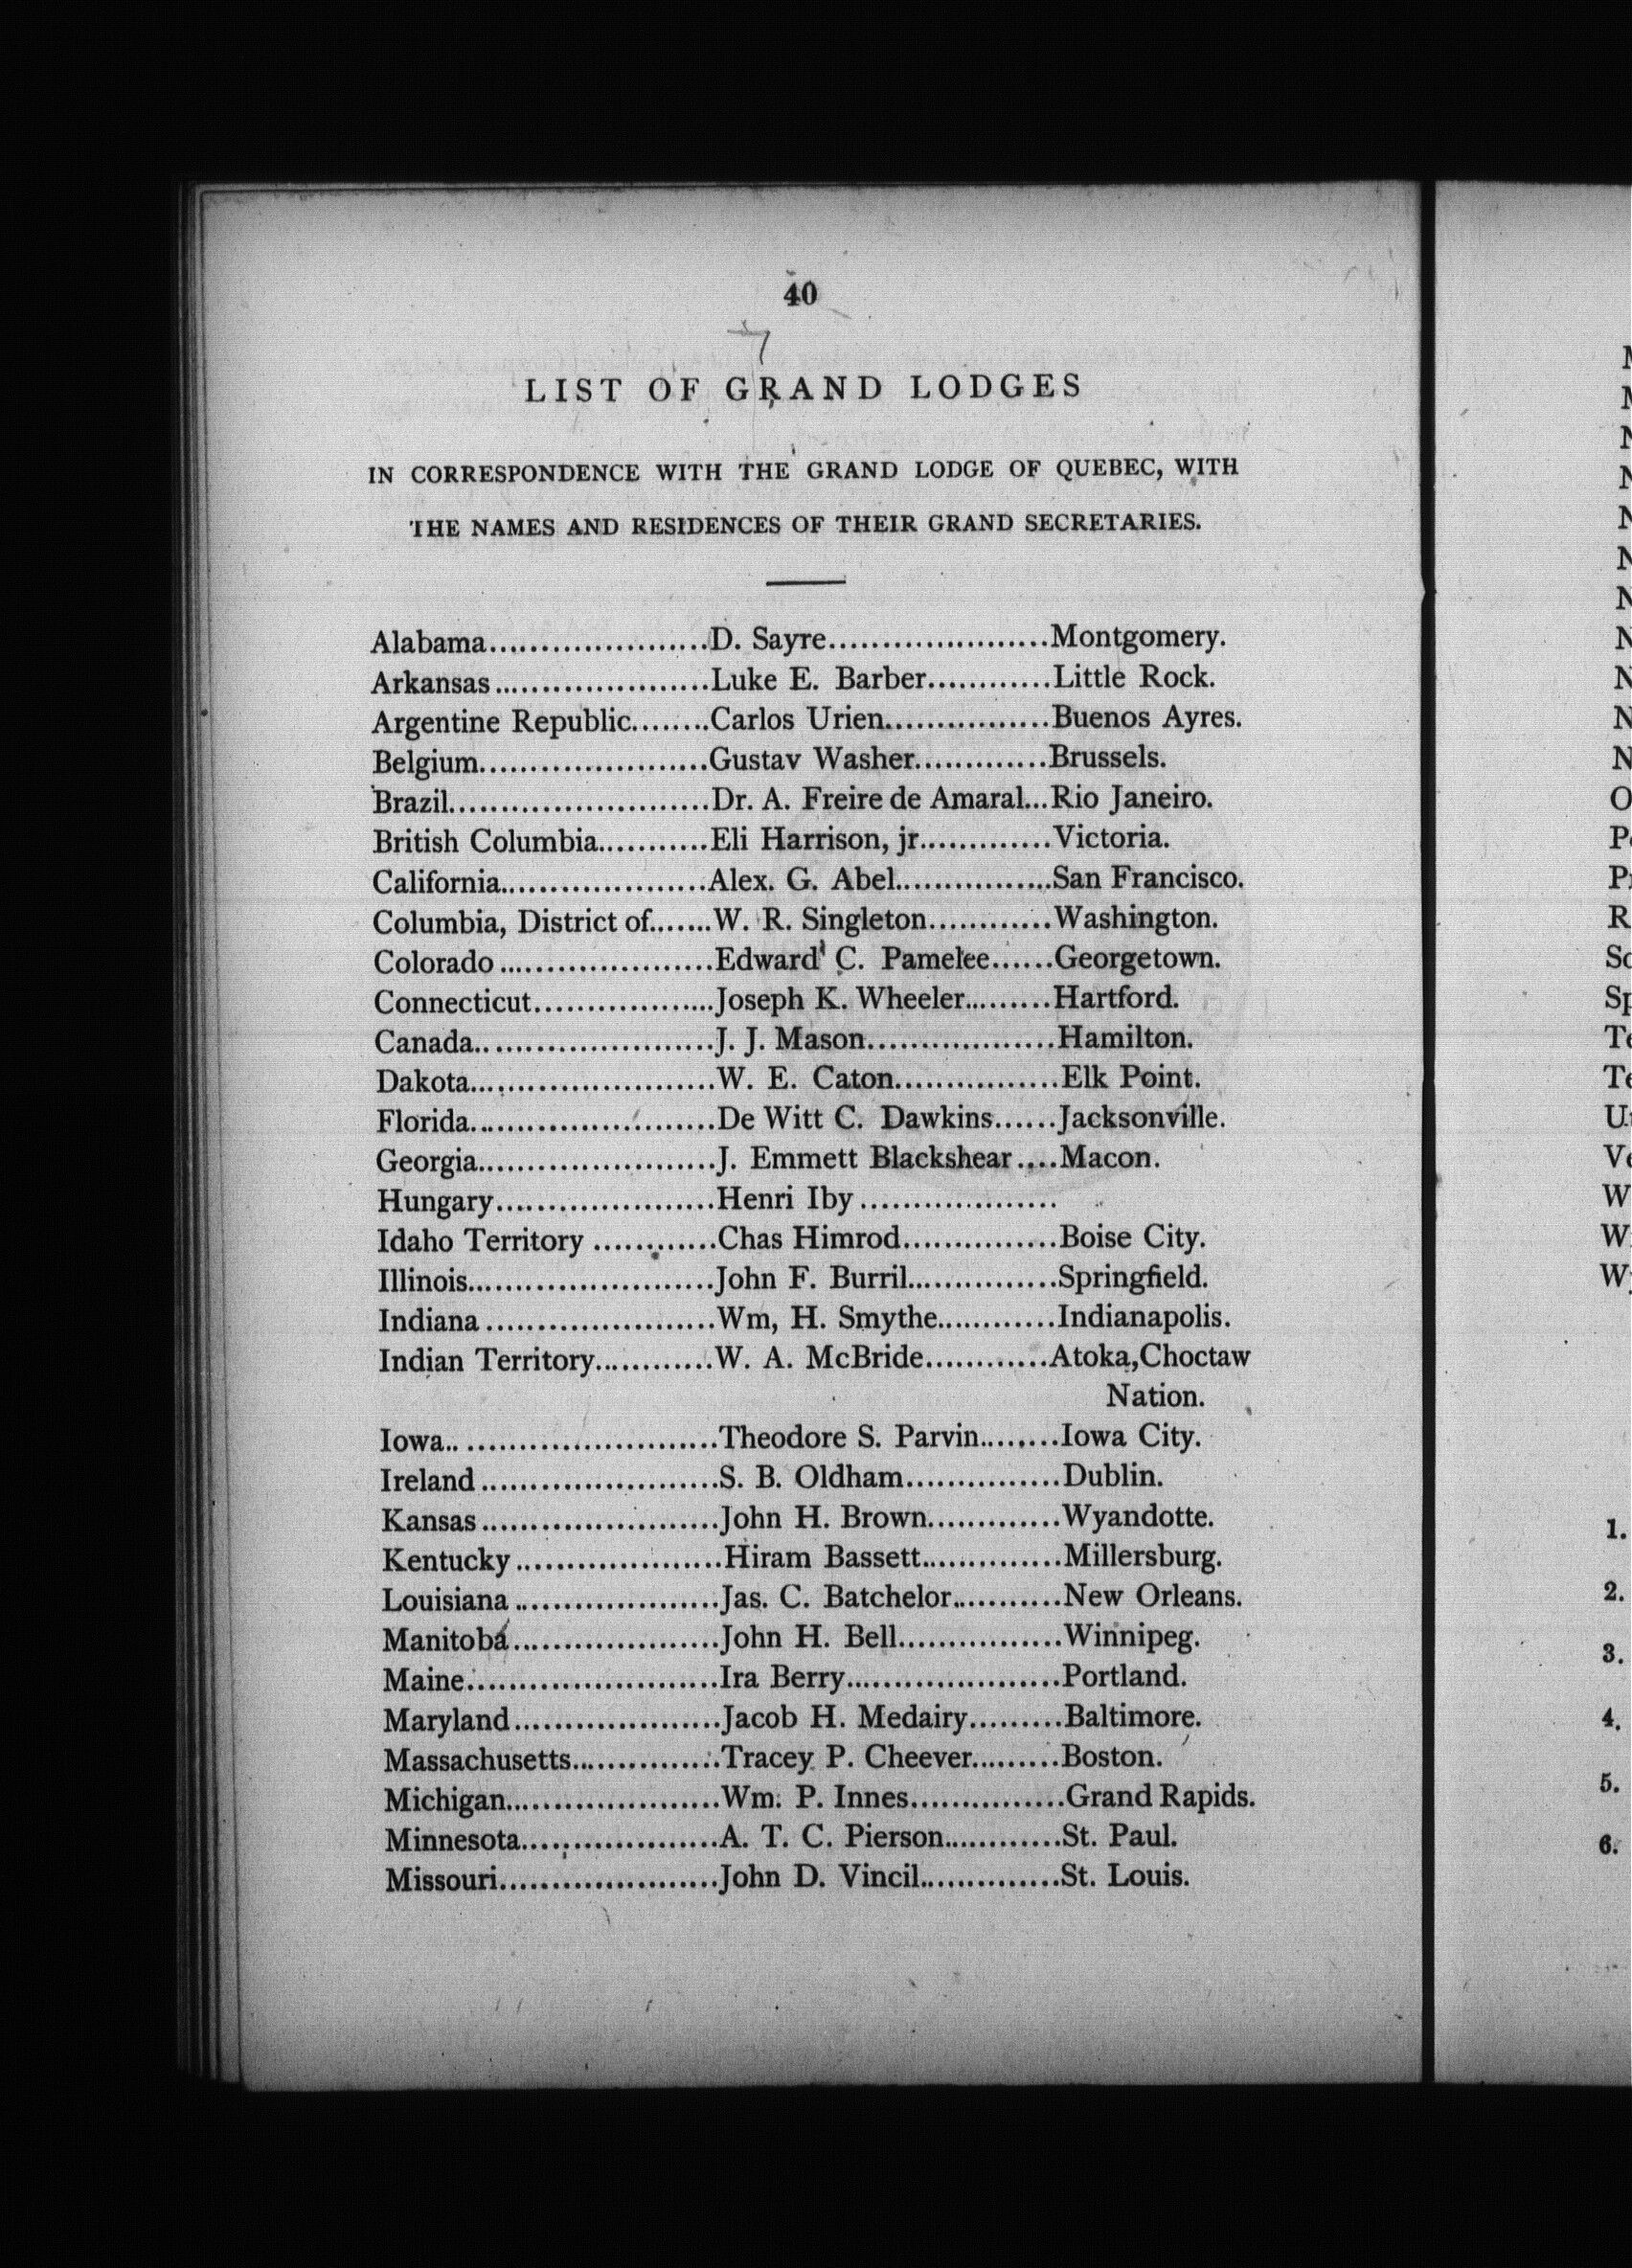 40
LIST OF GRAND LODGES
IN CORRESPONDENCE WITH THE GRAND LODGE OF QUEBEC, WITH
THE NAMES AND RESIDENCES OF THEIR GRAND SECRETARIES.
Alabama.....................D. Sayre.....................Montgomery.
Arkansas.....................Luke E. Barber............Little Rock.
Argentine Republic........Carlos Urien................Buenos Ayres.
Belgium......................Gustav Washer.............Brussels.
Brazil.........................Dr. A. Freire de Amaral...Rio Janeiro.
British Columbia...........Eli Harrison, jr.............Victoria.
California....................Alex. G. Abel................San Francisco.
Columbia, District of.......W. R. Singleton............Washington.
Colorado.....................Edward C. Pamelee......Georgetown.
Connecticut..................Joseph K. Wheeler.........Hartford.
Canada.......................J. J. Mason..................Hamilton.
Dakota........................W. E. Caton................Elk Point.
Florida........................De Witt C. Dawkins......Jacksonville.
Georgia.......................J. Emmett Blackshear....Macon.
Hungary.....................Henri Iby...................
Idaho Territory ............Chas Himrod...............Boise City.
Illinois........................John F. Burril...............Springfield.
Indiana.......................Wm, H. Smythe............Indianapolis.
Indian Territory............W. A. McBride............Atoka,Choctaw
Nation.
Iowa...........................Theodore S. Parvin........Iowa City.
Ireland.......................S. B. Oldham...............Dublin.
Kansas.......................John H. Brown.............Wyandotte.
Kentucky....................Hiram Bassett..............Millersburg.
Louisiana....................Jas. C. Batchelor...........New Orleans.
Manitoba....................John H. Bell................Winnipeg.
Maine.........................Ira Berry.....................Portland.
Maryland....................Jacob H. Medairy.........Baltimore.
Massachusetts...............Tracey P. Cheever.........Boston.
Michigan.....................Wm. P. Innes...............Grand Rapids.
Minnesota...................A. T. C. Pierson............St. Paul.
Missouri.....................John D. Vincil..............St. Louis.
1.
2.
3.
4.
5.
6.